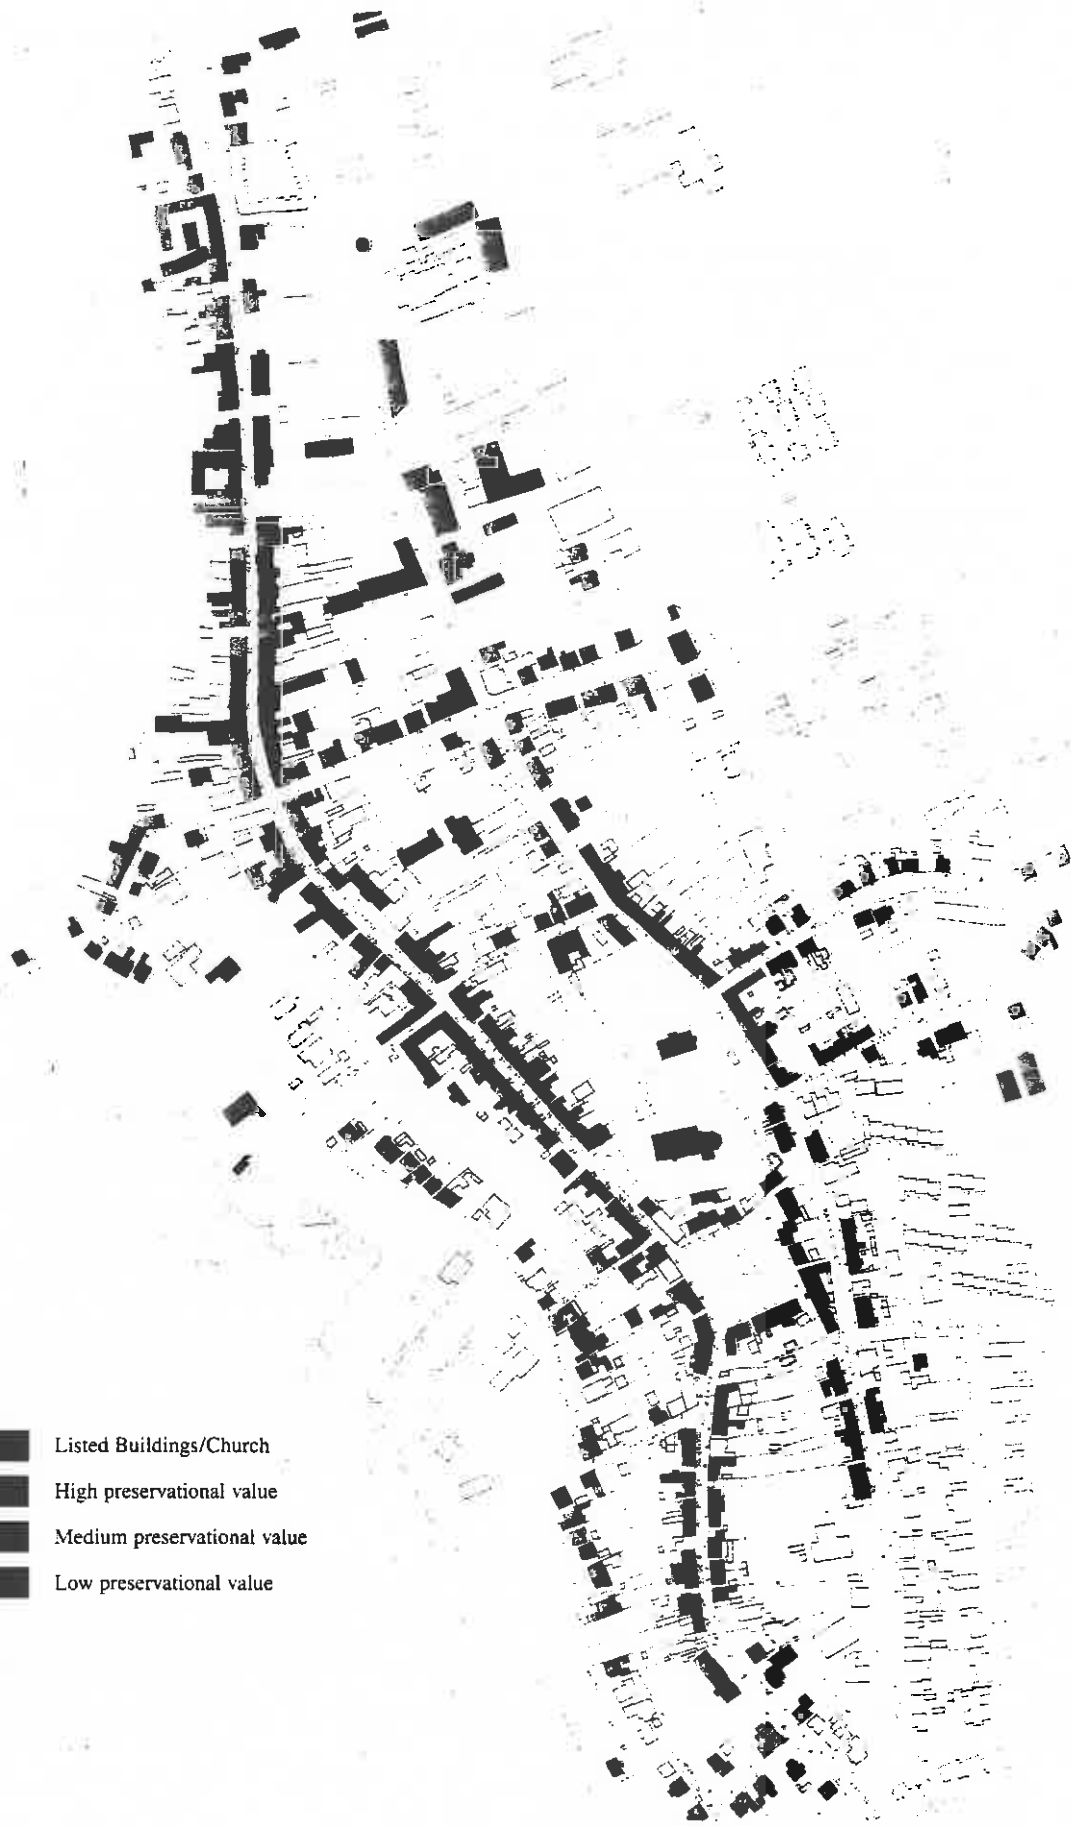 Listed Buildings/Church
High preservational value
Medium preservational value
Low preservational value